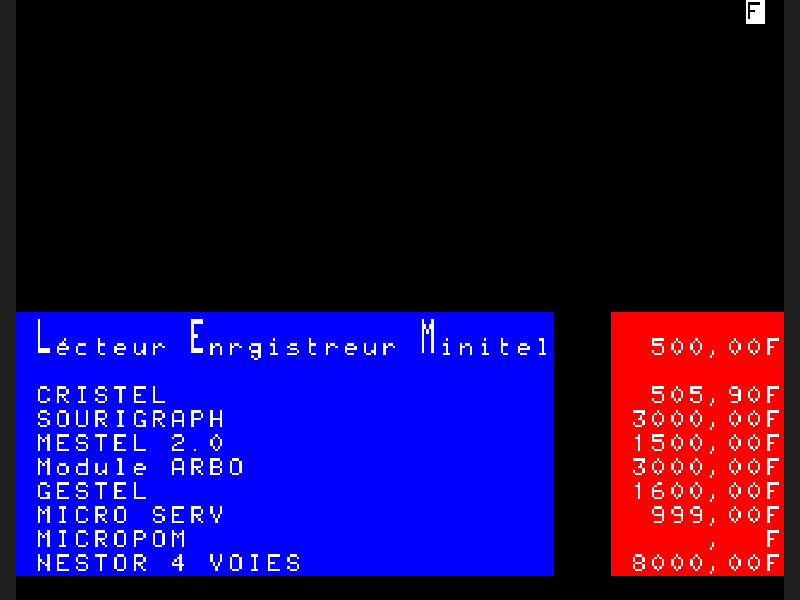 F
Lécteur Enrgistreur Minitel 500,00F
CRISTEL 505,90F
SOURIGRAPH 3000,00F
MESTEL 2.0 1500,00F
Module ARBO 3000,00F
GESTEL 1600,00F
MICRO SERV 999,00F
MICROPOM , F
NESTOR 4 VOIES 8000,00F